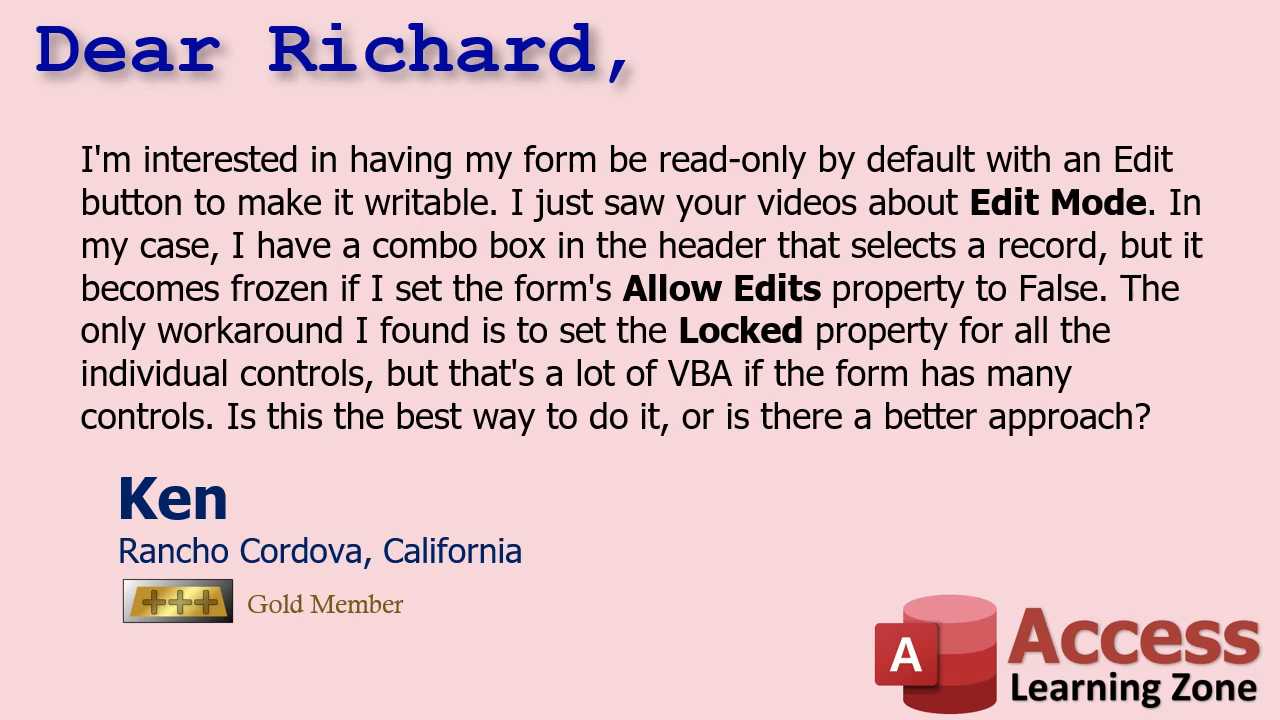 Dear Richard,
I'm interested in having my form be read-only by default with an Edit
button to make it writable. I just saw your videos about Edit Mode. In
my case, I have a combo box in the header that selects a record, but it
becomes frozen if I set the form's Allow Edits property to False. The
only workaround I found is to set the Locked property for all the
individual controls, but that's a lot of VBA if the form has many
controls. Is this the best way to do it, or is there a better approach?
Ken
Rancho Cordova, California
+++ Gold Member
A Access
Learning Zone